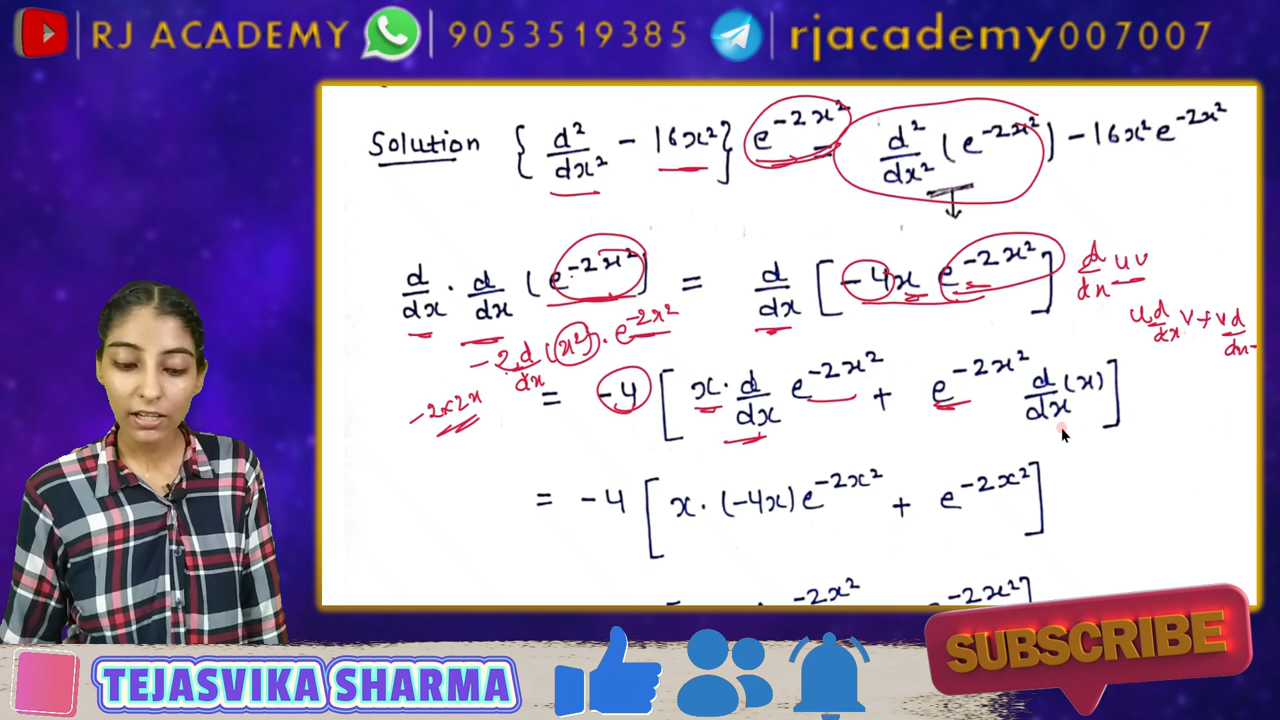 RJ ACADEMY | 9053519385 | rjacademy007007
Solution { d²/dx² - 16x² } e^{-2x²} = d²/dx² (e^{-2x²}) - 16x² e^{-2x²}
d/dx · d/dx (e^{-2x²}) = d/dx [-4x e^{-2x²}] d/dx uv
-2 d/dx (x²) · e^{-2x²} u d/dx v + v d/dx
-2×2x = -4 [ x · d/dx e^{-2x²} + e^{-2x²} d/dx (x) ]
= -4 [ x · (-4x) e^{-2x²} + e^{-2x²} ]
SUBSCRIBE
TEJASVIKA SHARMA